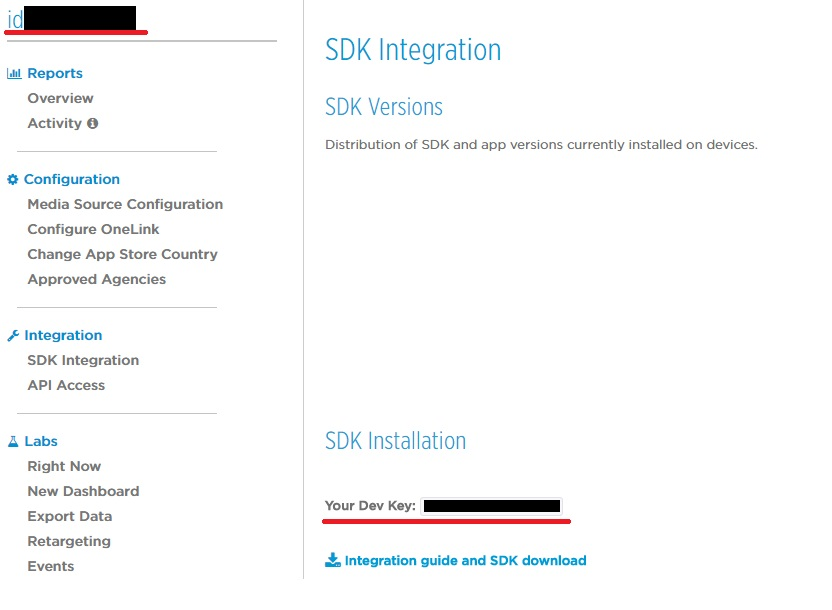 id
Reports
Overview
Activity
Configuration
Media Source Configuration
Configure OneLink
Change App Store Country
Approved Agencies
Integration
SDK Integration
API Access
Labs
Right Now
New Dashboard
Export Data
Retargeting
Events
SDK Integration
SDK Versions
Distribution of SDK and app versions currently installed on devices.
SDK Installation
Your Dev Key:
Integration guide and SDK download